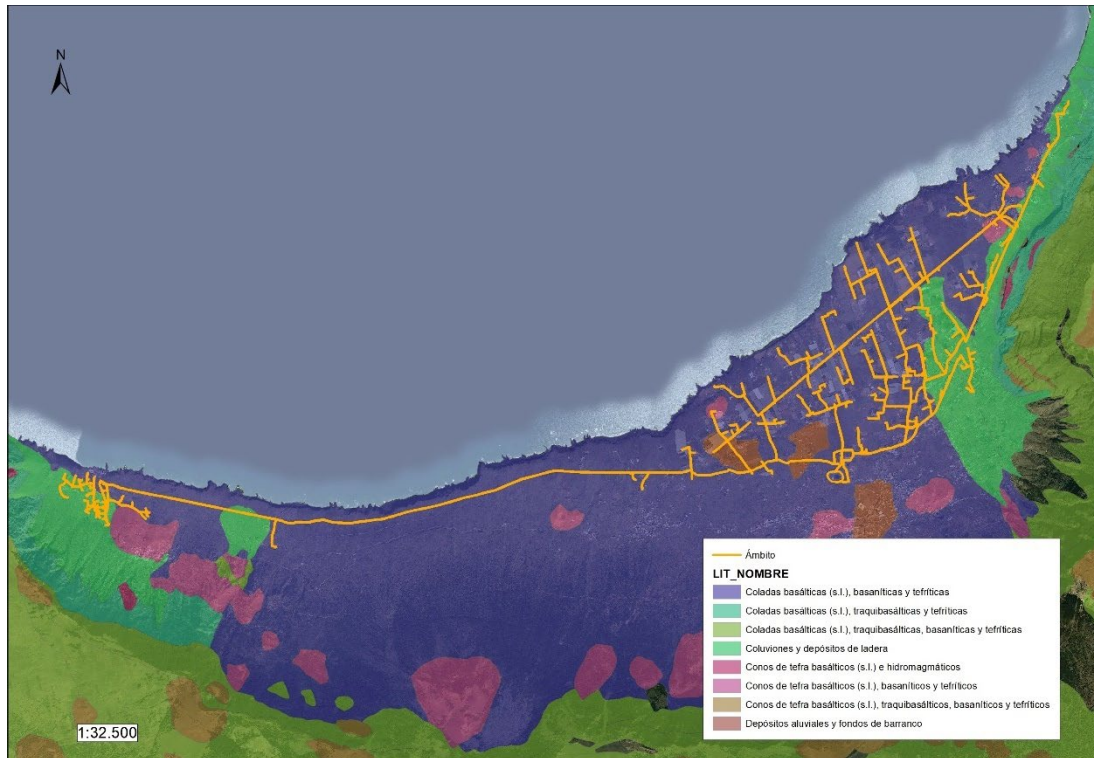 N
Ámbito
LIT_NOMBRE
Coladas basálticas (s.l.), basaníticas y tefríticas
Coladas basálticas (s.l.), traquibasálticas y tefríticas
Coladas basálticas (s.l.), traquibasálticas, basaníticas y tefríticas
Coluviones y depósitos de ladera
Conos de tefra basálticos (s.l.) e hidromagmáticos
Conos de tefra basálticos (s.l.), basaníticos y tefríticos
Conos de tefra basálticos (s.l.), traquibasálticos, basaníticos y tefríticos
Depósitos aluviales y fondos de barranco
1:32.500